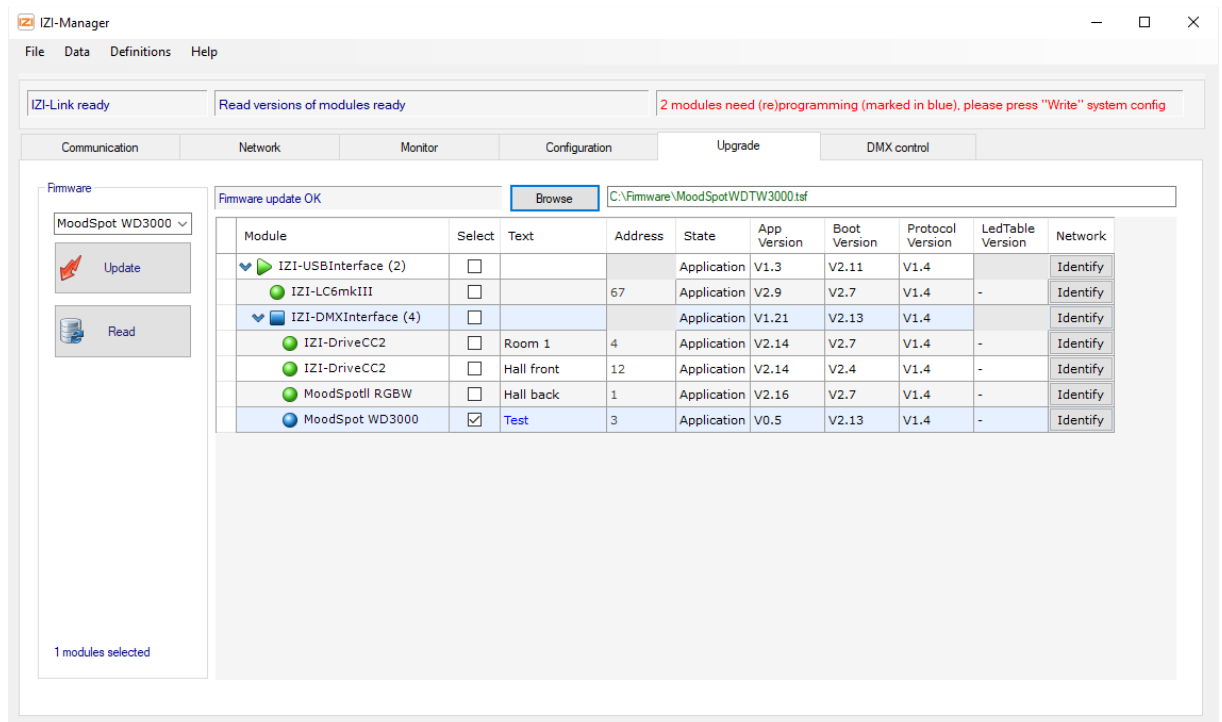 IZI IZI-Manager
File Data Definitions Help
IZI-Link ready Read versions of modules ready 2 modules need (re)programming (marked in blue), please press "Write" system config
Communication Network Monitor Configuration Upgrade DMX control
Firmware
Firmware update OK Browse C:\Firmware\MoodSpotWDTW3000.tsf
MoodSpot WD3000
Update
Read
1 modules selected
Module Select Text Address State App Version Boot Version Protocol Version LedTable Version Network
IZI-USBInterface (2) Application V1.3 V2.11 V1.4 Identify
IZI-LC6mkIII 67 Application V2.9 V2.7 V1.4 - Identify
IZI-DMXInterface (4) Application V1.21 V2.13 V1.4 Identify
IZI-DriveCC2 Room 1 4 Application V2.14 V2.7 V1.4 - Identify
IZI-DriveCC2 Hall front 12 Application V2.14 V2.4 V1.4 - Identify
MoodSpotll RGBW Hall back 1 Application V2.16 V2.7 V1.4 - Identify
MoodSpot WD3000 Test 3 Application V0.5 V2.13 V1.4 - Identify